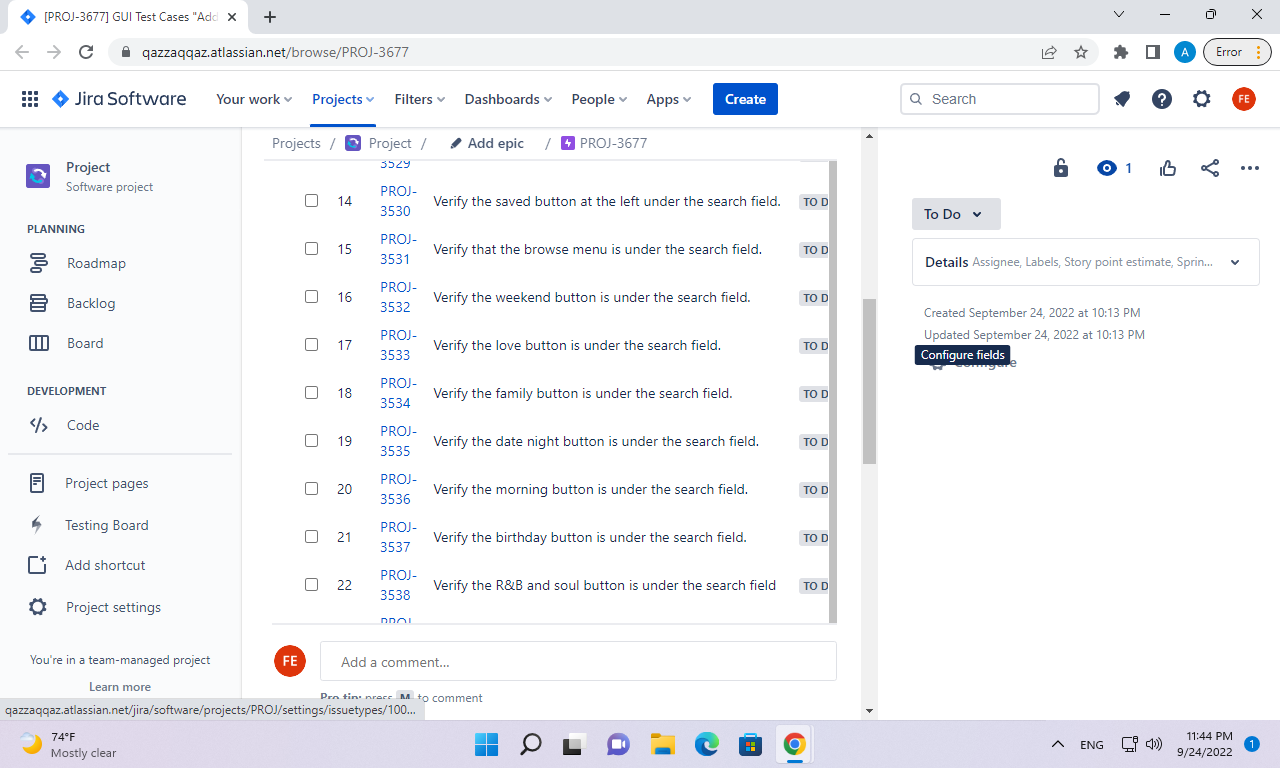 [PROJ-3677] GUI Test Cases "Add
qazzaqqaz.atlassian.net/browse/PROJ-3677
A
Error
Jira Software
Your work
Projects
Filters
Dashboards
People
Apps
Create
Search
FE
Project
Software project
PLANNING
Roadmap
Backlog
Board
DEVELOPMENT
Code
Project pages
Testing Board
Add shortcut
Project settings
You're in a team-managed project
Learn more
qazzaqqaz.atlassian.net/jira/software/projects/PROJ/settings/issuetypes/100...
Projects / Project / Add epic / PROJ-3677
3529
14 PROJ-3530 Verify the saved button at the left under the search field. TO D
15 PROJ-3531 Verify that the browse menu is under the search field. TO D
16 PROJ-3532 Verify the weekend button is under the search field. TO D
17 PROJ-3533 Verify the love button is under the search field. TO D
18 PROJ-3534 Verify the family button is under the search field. TO D
19 PROJ-3535 Verify the date night button is under the search field. TO D
20 PROJ-3536 Verify the morning button is under the search field. TO D
21 PROJ-3537 Verify the birthday button is under the search field. TO D
22 PROJ-3538 Verify the R&B and soul button is under the search field TO D
PROJ-
FE
Add a comment...
Pro tip: press M to comment
1
To Do
Details Assignee, Labels, Story point estimate, Sprin...
Created September 24, 2022 at 10:13 PM
Updated September 24, 2022 at 10:13 PM
Configure fields
Configure
74°F
Mostly clear
ENG
11:44 PM
9/24/2022
1